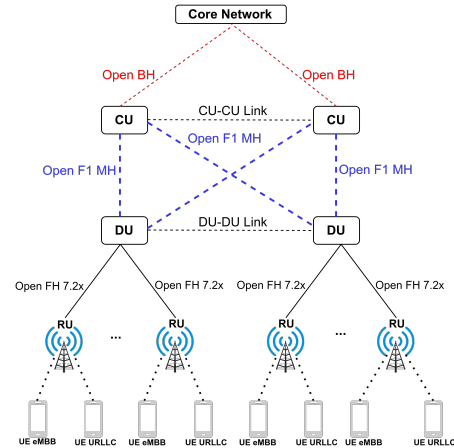 Core Network
Open BH
Open BH
CU
CU-CU Link
CU
Open F1 MH
Open F1 MH
Open F1 MH
DU
DU-DU Link
DU
Open FH 7.2x
Open FH 7.2x
Open FH 7.2x
Open FH 7.2x
RU
...
RU
RU
...
RU
UE eMBB
UE URLLC
UE eMBB
UE URLLC
UE eMBB
UE URLLC
UE eMBB
UE URLLC